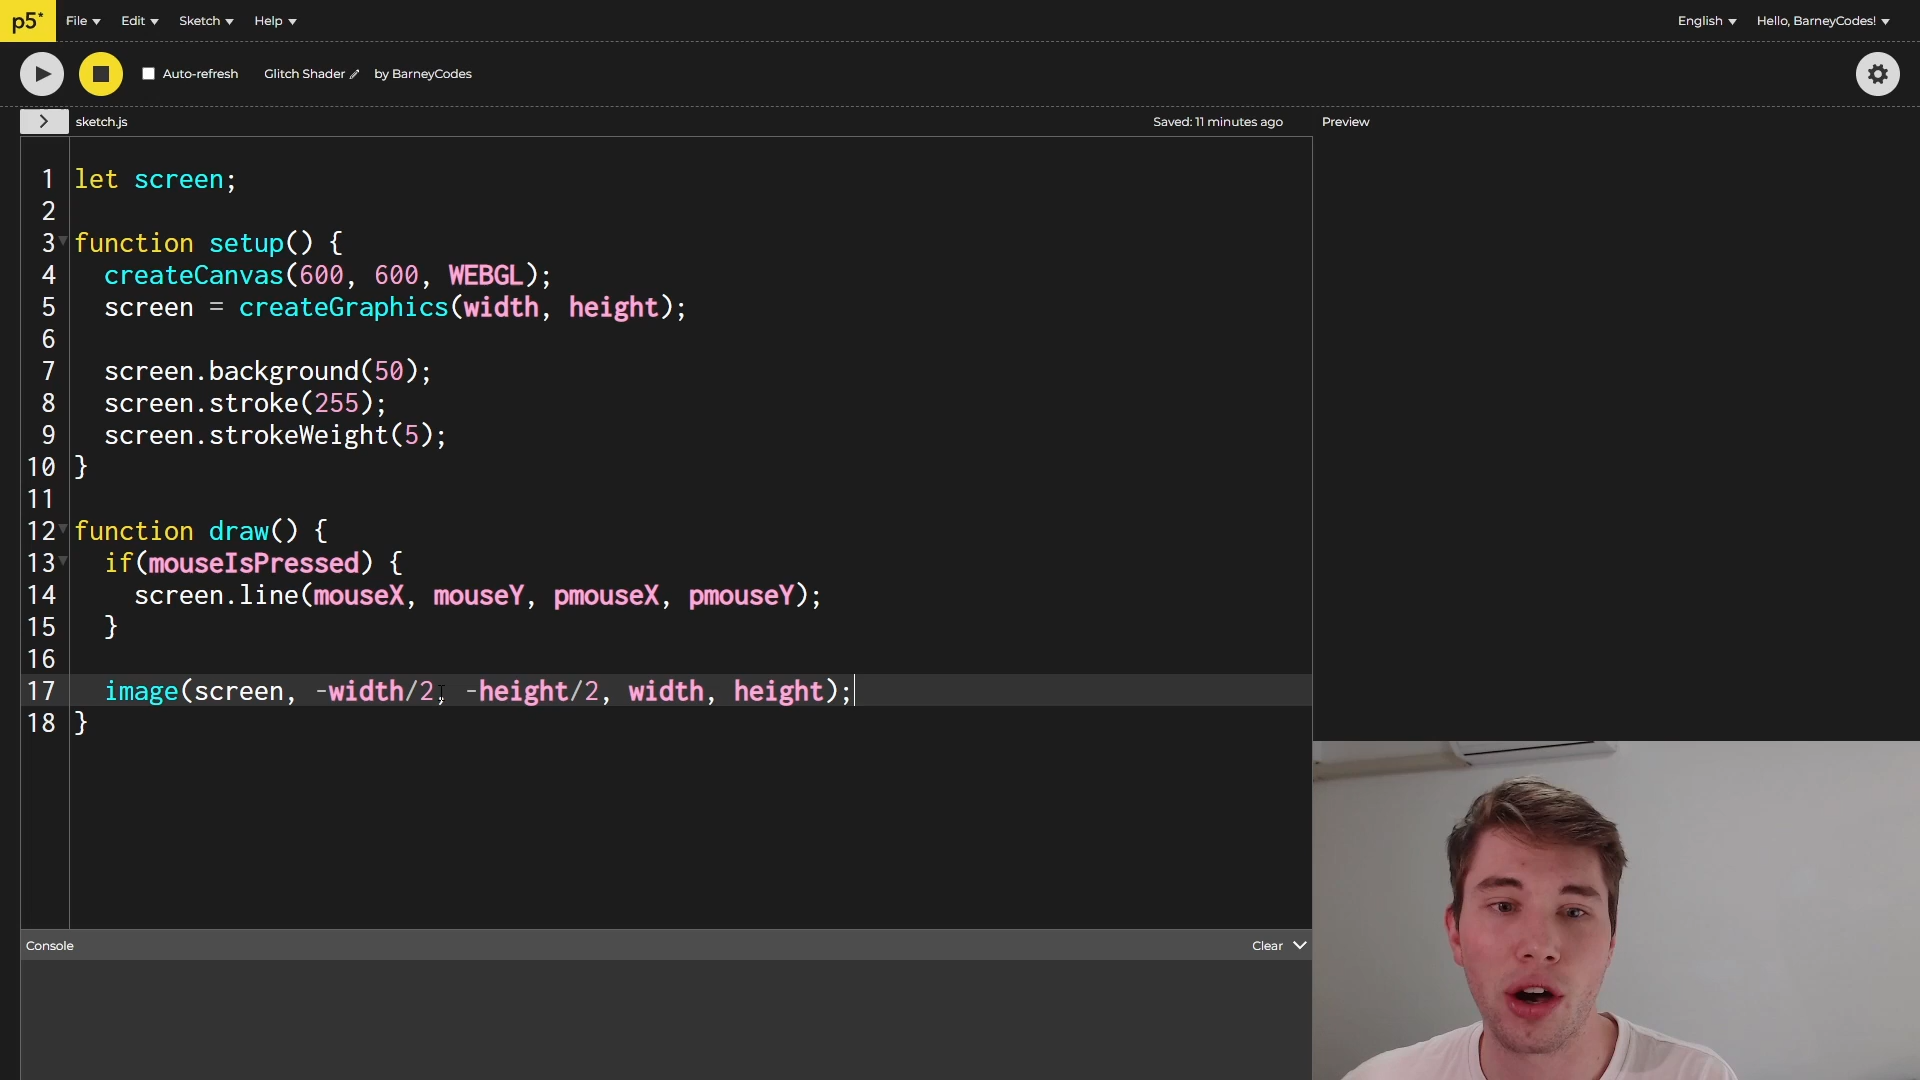 p5* File Edit Sketch Help English Hello, BarneyCodes!
Auto-refresh Glitch Shader by BarneyCodes
> sketch.js Saved: 11 minutes ago Preview
1 let screen;
2
3 function setup() {
4 createCanvas(600, 600, WEBGL);
5 screen = createGraphics(width, height);
6
7 screen.background(50);
8 screen.stroke(255);
9 screen.strokeWeight(5);
10 }
11
12 function draw() {
13 if(mouseIsPressed) {
14 screen.line(mouseX, mouseY, pmouseX, pmouseY);
15 }
16
17 image(screen, -width/2, -height/2, width, height);
18 }
Console Clear